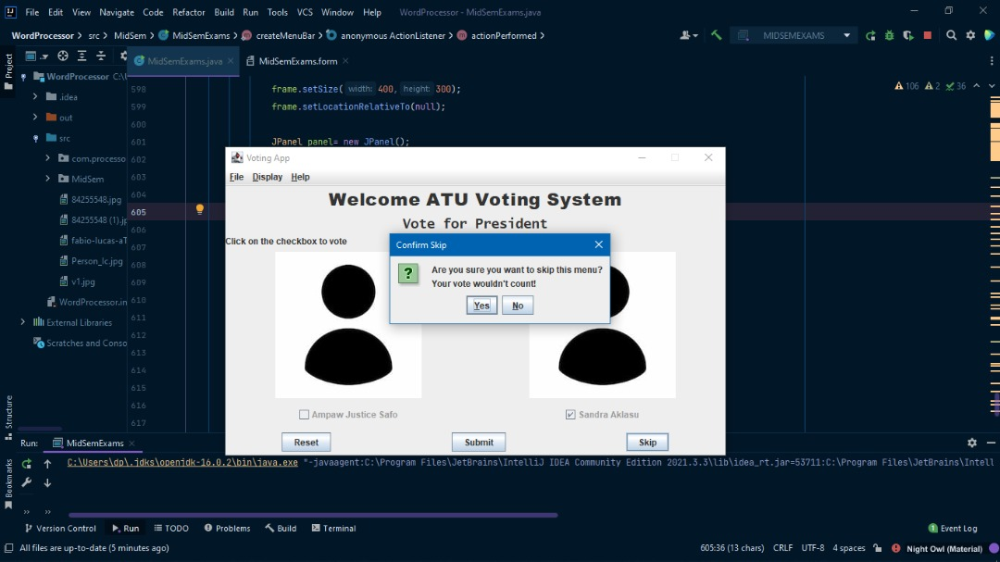 File Edit View Navigate Code Refactor Build Run Tools VCS Window Help WordProcessor - MidSemExams.java
WordProcessor src MidSem MidSemExams createMenuBar anonymous ActionListener actionPerformed
MIDSEMEXAMS
Project
MidSemExams.java MidSemExams.form
WordProcessor C:\
.idea
out
src
com.processo
MidSem
84255548.jpg
84255548 (1).jp
fabio-lucas-aT
Person_Ic.jpg
v1.jpg
WordProcessor.in
External Libraries
Scratches and Conso
106 2 36
598 frame.setSize( width: 400, height: 300);
599 frame.setLocationRelativeTo(null);
600
601 JPanel panel= new JPanel();
602
603
604
605
606
607
608
609
610
611
612
613
614
615
616
617
Voting App
File Display Help
Welcome ATU Voting System
Vote for President
Click on the checkbox to vote
Confirm Skip
Are you sure you want to skip this menu?
Your vote wouldn't count!
Yes No
Ampaw Justice Safo Sandra Aklasu
Reset Submit Skip
Structure
Bookmarks
Run: MidSemExams
C:\Users\dp\.jdks\openjdk-16.0.2\bin\java.exe "-javaagent:C:\Program Files\JetBrains\IntelliJ IDEA Community Edition 2021.3.3\lib\idea_rt.jar=53711:C:\Program Files\JetBrains\Intell
Version Control Run TODO Problems Build Terminal 1 Event Log
All files are up-to-date (5 minutes ago) 605:36 (13 chars) CRLF UTF-8 4 spaces Night Owl (Material)